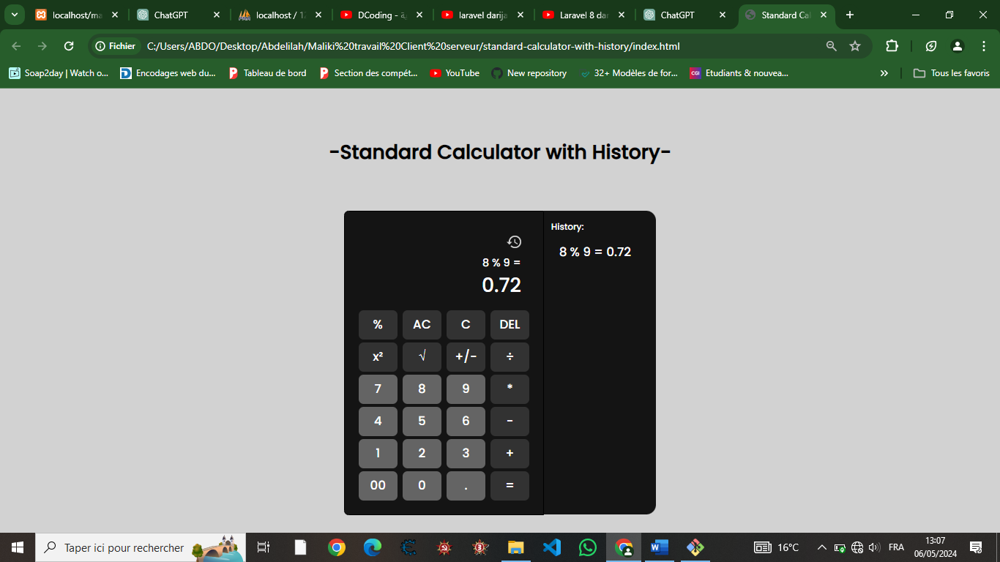 localhost/ma
ChatGPT
localhost / 12
DCoding -
laravel darija
Laravel 8 dar
ChatGPT
Standard Cal
Fichier
C:/Users/ABDO/Desktop/Abdelilah/Maliki%20travail%20Client%20serveur/standard-calculator-with-history/index.html
Soap2day | Watch o...
Encodages web du...
Tableau de bord
Section des compét...
YouTube
New repository
32+ Modèles de for...
CGI
Etudiants & nouvea...
Tous les favoris
-Standard Calculator with History-
8 % 9 =
0.72
History:
8 % 9 = 0.72
% AC C DEL
x² √ +/- ÷
7 8 9 *
4 5 6 -
1 2 3 +
00 0 . =
Taper ici pour rechercher
16°C
FRA
13:07
06/05/2024